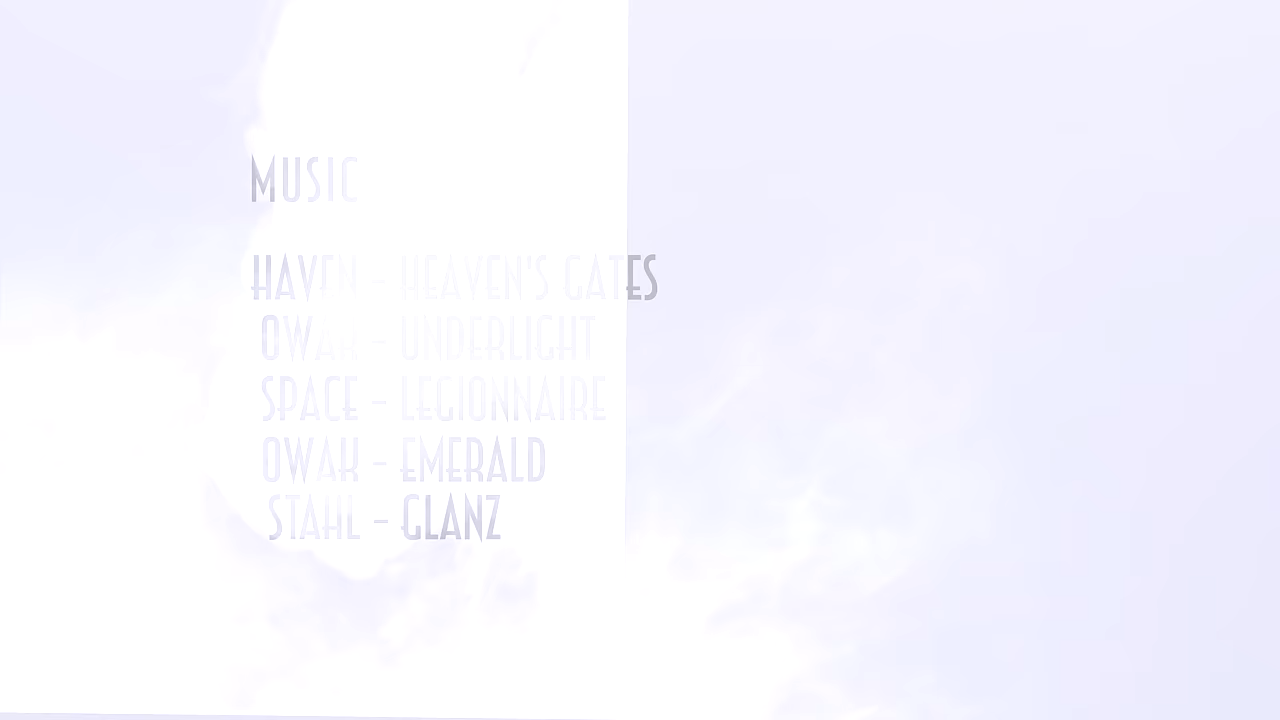 MUSIC
HAVEN – HEAVEN'S GATES
OWAK – UNDERLIGHT
SPACE – LEGIONNAIRE
OWAK – EMERALD
STAHL – GLANZ